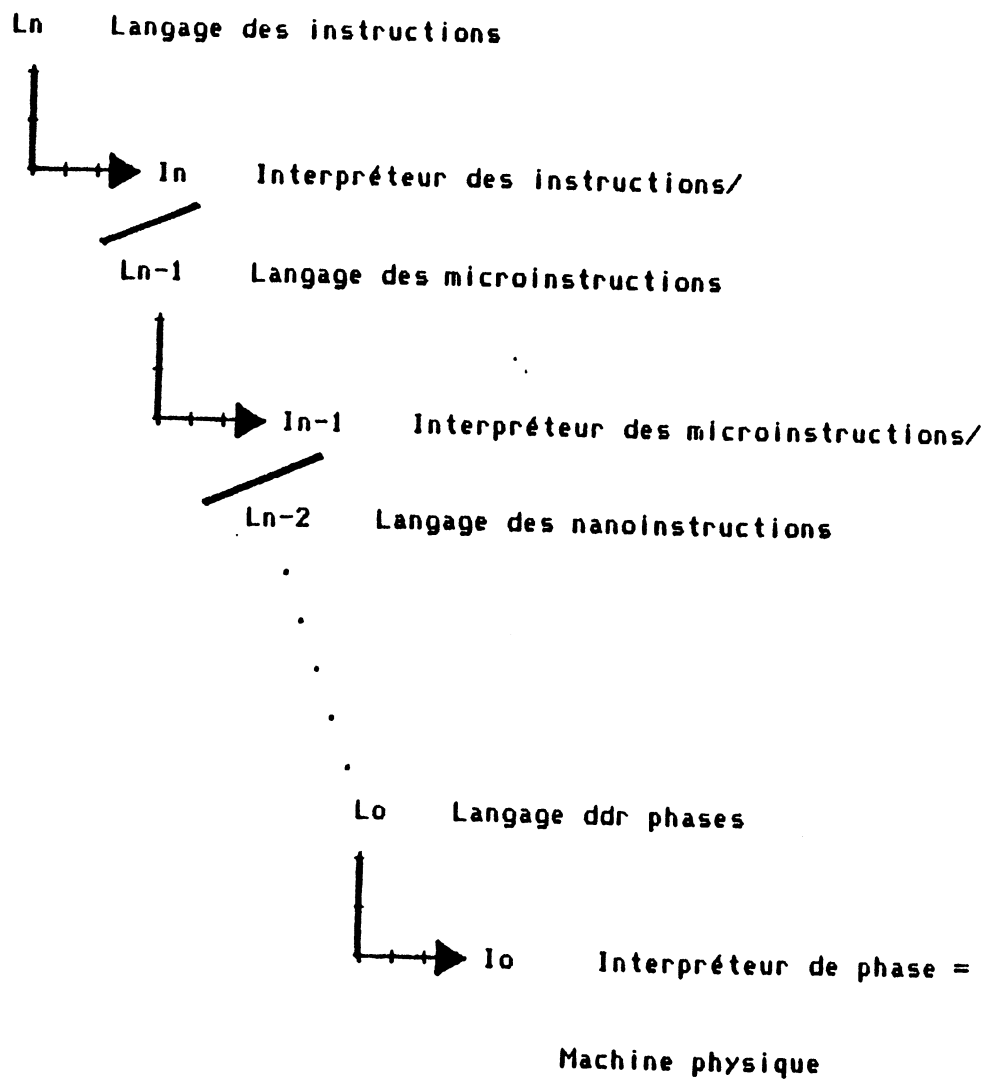 Ln Langage des instructions
In Interpréteur des instructions/
Ln-1 Langage des microinstructions
In-1 Interpréteur des microinstructions/
Ln-2 Langage des nanoinstructions
Lo Langage ddr phases
Io Interpréteur de phase =
Machine physique